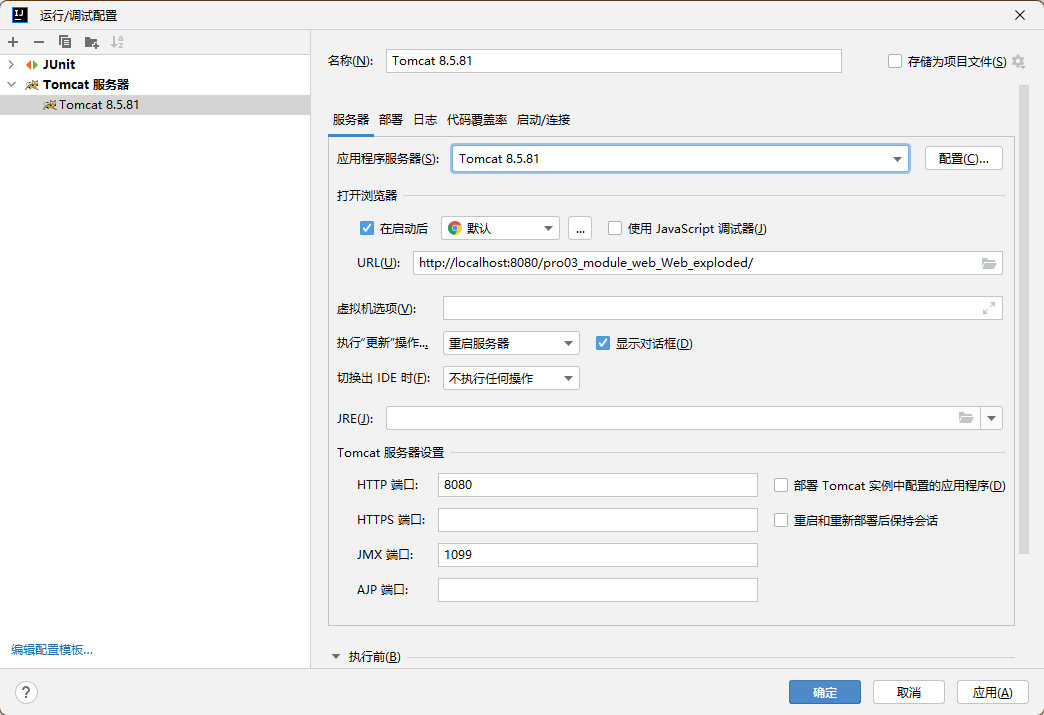 运行/调试配置
JUnit
Tomcat 服务器
Tomcat 8.5.81
编辑配置模板...
名称(N): Tomcat 8.5.81 存储为项目文件(S)
服务器 部署 日志 代码覆盖率 启动/连接
应用程序服务器(S): Tomcat 8.5.81 配置(C)...
打开浏览器
在启动后 默认 ... 使用 JavaScript 调试器(J)
URL(U): http://localhost:8080/pro03_module_web_Web_exploded/
虚拟机选项(V):
执行"更新"操作... 重启服务器 显示对话框(D)
切换出 IDE 时(F): 不执行任何操作
JRE(J):
Tomcat 服务器设置
HTTP 端口: 8080 部署 Tomcat 实例中配置的应用程序(D)
HTTPS 端口: 重启和重新部署后保持会话
JMX 端口: 1099
AJP 端口:
执行前(B)
? 确定 取消 应用(A)